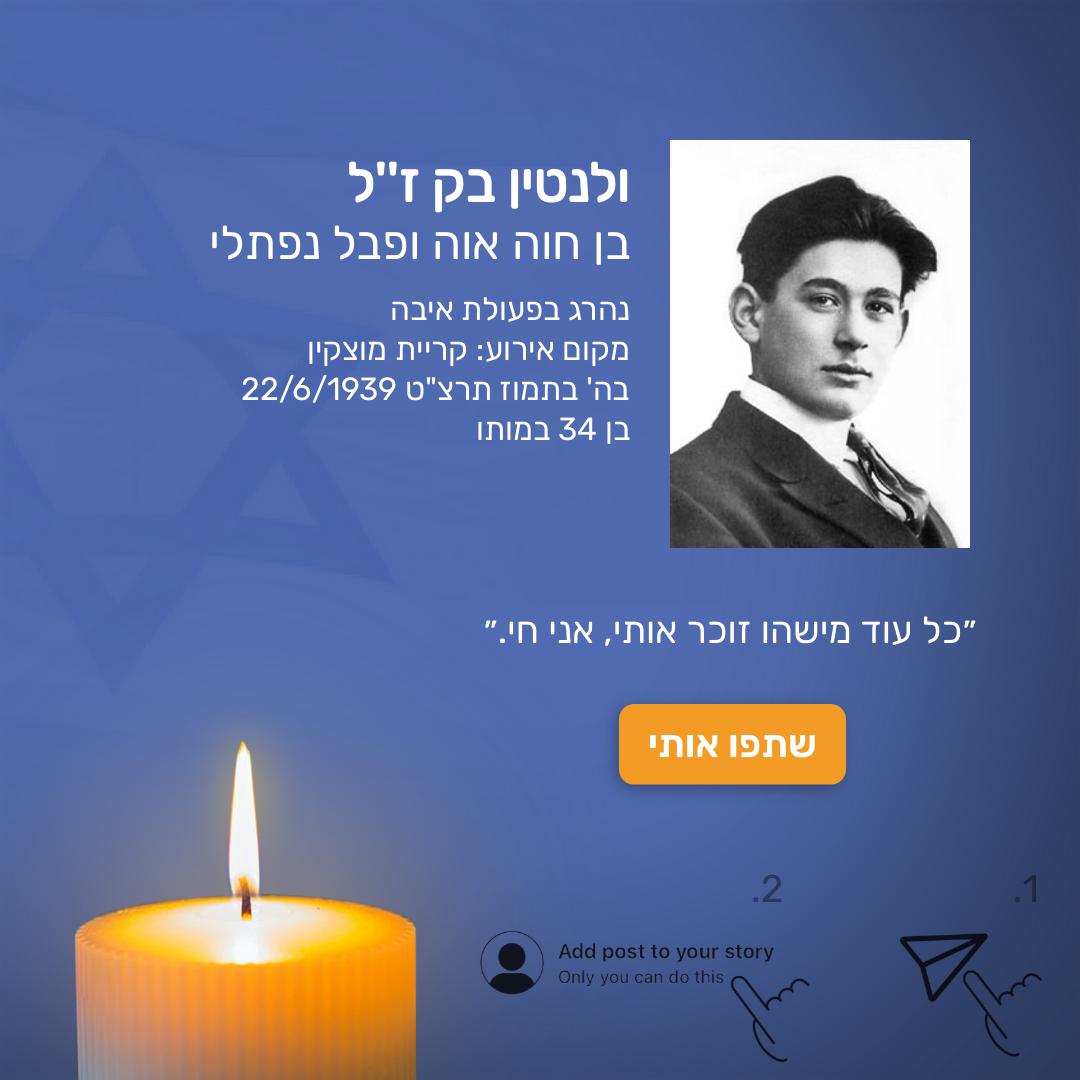 ולנטין בק ז"ל
בן חוה אוה ופבל נפתלי
נהרג בפעולת איבה
מקום אירוע: קריית מוצקין
בה' בתמוז תרצ"ט 22/6/1939
בן 34 במותו
״כל עוד מישהו זוכר אותי, אני חי.״
שתפו אותי
1.
2.
Add post to your story
Only you can do this